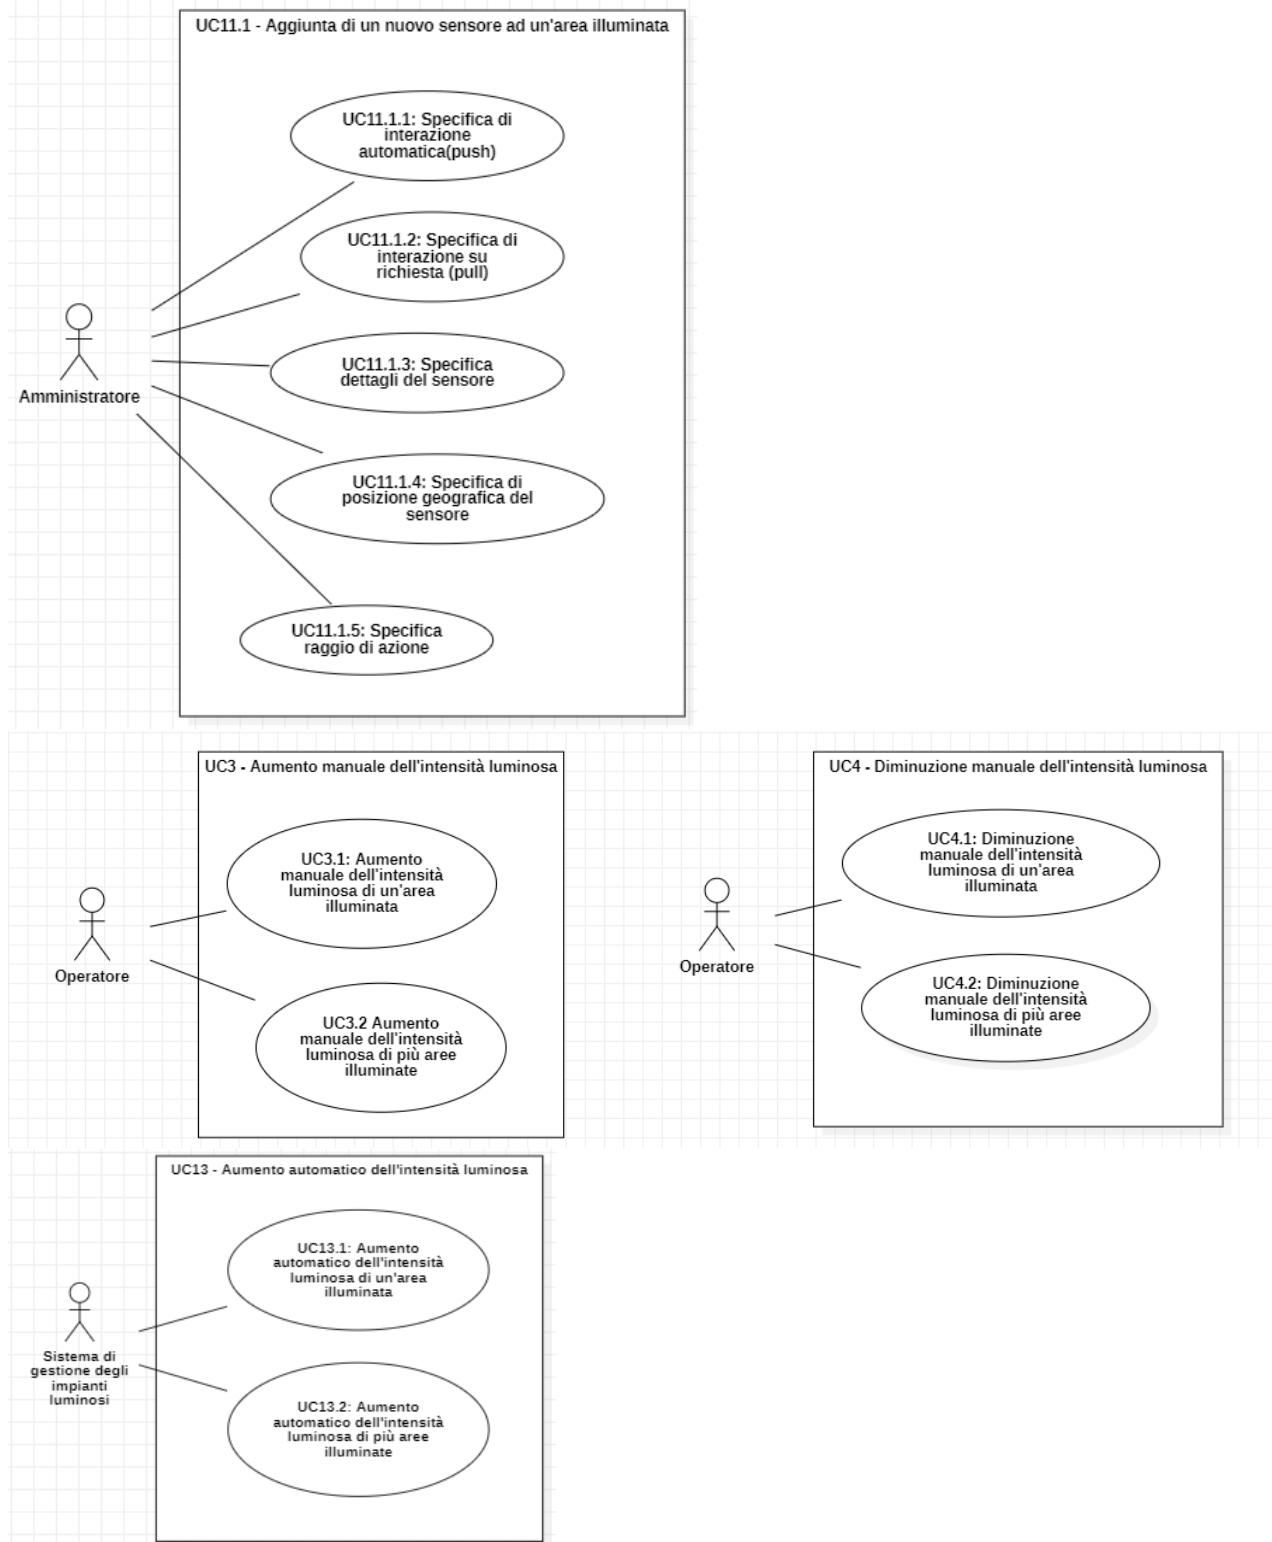 UC11.1 - Aggiunta di un nuovo sensore ad un'area illuminata
UC11.1.1: Specifica di
interazione
automatica(push)
UC11.1.2: Specifica di
interazione su
richiesta (pull)
UC11.1.3: Specifica
dettagli del sensore
Amministratore
UC11.1.4: Specifica di
posizione geografica del
sensore
UC11.1.5: Specifica
raggio di azione
UC3 - Aumento manuale dell'intensità luminosa
UC3.1: Aumento
manuale dell'intensità
luminosa di un'area
illuminata
Operatore
UC3.2 Aumento
manuale dell'intensità
luminosa di più aree
illuminate
UC4 - Diminuzione manuale dell'intensità luminosa
UC4.1: Diminuzione
manuale dell'intensità
luminosa di un'area
illuminata
Operatore
UC4.2: Diminuzione
manuale dell'intensità
luminosa di più aree
illuminate
UC13 - Aumento automatico dell'intensità luminosa
UC13.1: Aumento
automatico dell'intensità
luminosa di un'area
illuminata
Sistema di
gestione degli
impianti
luminosi
UC13.2: Aumento
automatico dell'intensità
luminosa di più aree
illuminate